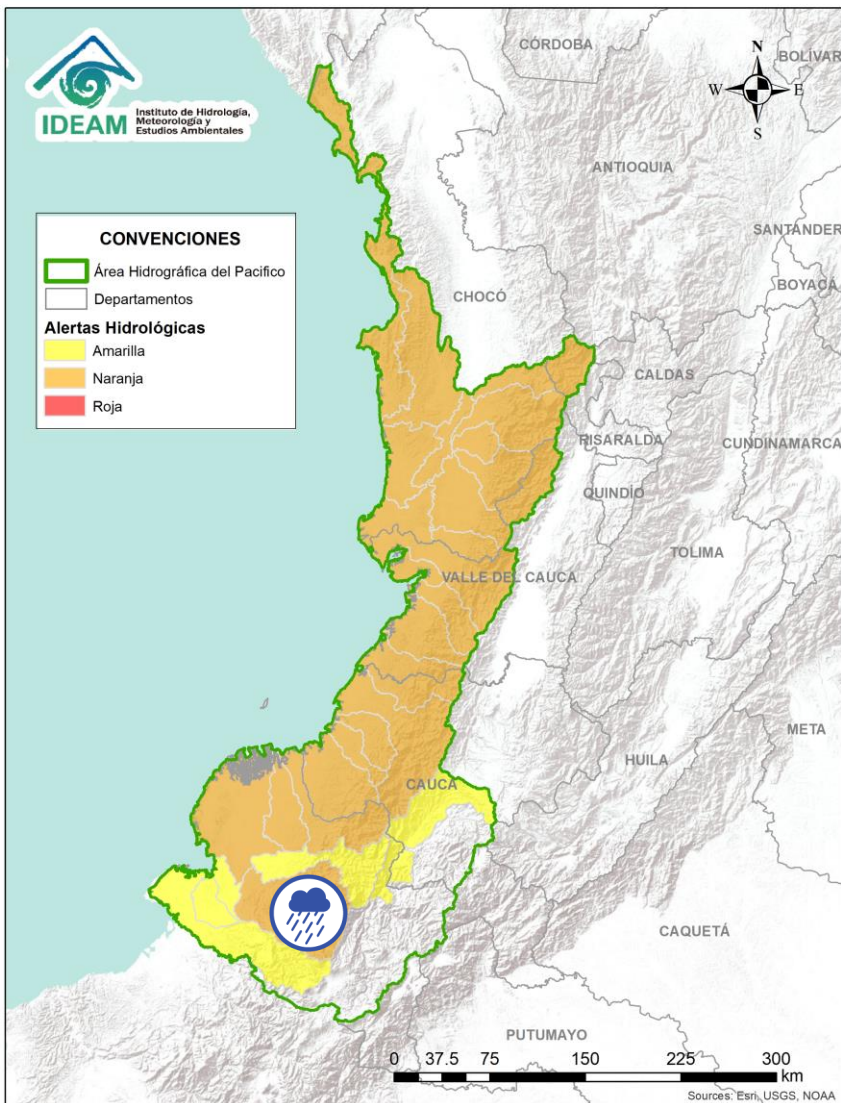 IDEAM
Instituto de Hidrología,
Meteorología y
Estudios Ambientales
CÓRDOBA
BOLÍVAR
N
W
E
S
ANTIOQUIA
SANTANDER
CONVENCIONES
Área Hidrográfica del Pacifico
Departamentos
Alertas Hidrológicas
Amarilla
Naranja
Roja
BOYACÁ
CHOCÓ
CALDAS
RISARALDA
CUNDINAMARCA
QUINDÍO
TOLIMA
VALLE DEL CAUCA
META
HUILA
CAUCA
CAQUETÁ
PUTUMAYO
0 37.5 75 150 225 300
km
Sources: Esri, USGS, NOAA